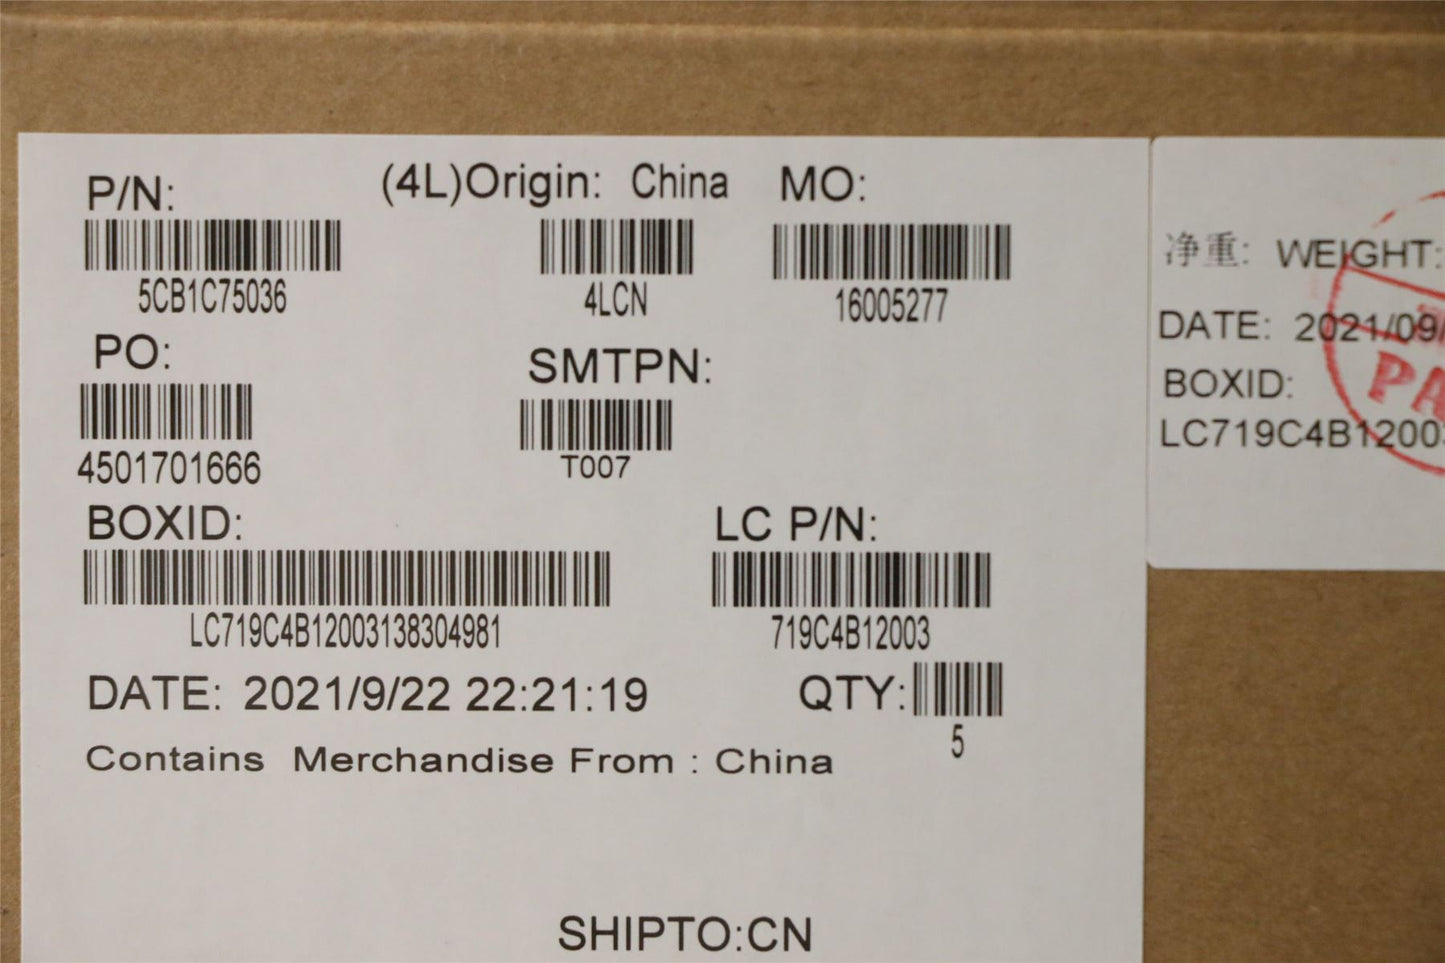 P/N: (4L)Origin: China MO:
5CB1C75036 4LCN 16005277
PO: SMTPN:
4501701666 T007
BOXID: LC P/N:
LC719C4B12003138304981 719C4B12003
DATE: 2021/9/22 22:21:19 QTY:
5
Contains Merchandise From : China
SHIPTO:CN
净重: WEIGHT:
DATE: 2021/09/
BOXID:
LC719C4B1200
PA